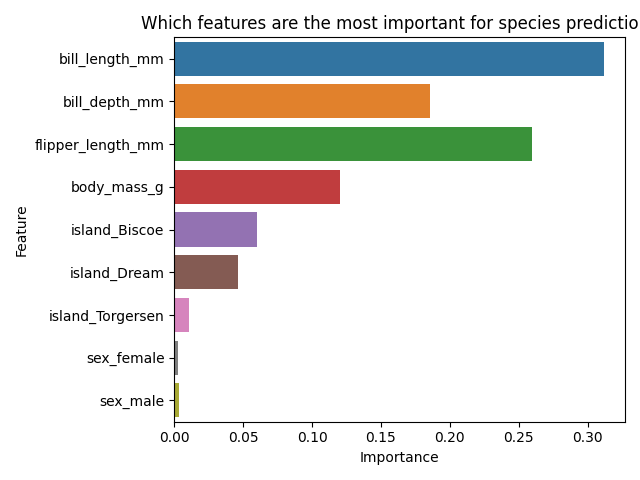 Which features are the most important for species predictio
bill_length_mm
bill_depth_mm
flipper_length_mm
body_mass_g
island_Biscoe
island_Dream
island_Torgersen
sex_female
sex_male
Feature
0.00 0.05 0.10 0.15 0.20 0.25 0.30
Importance